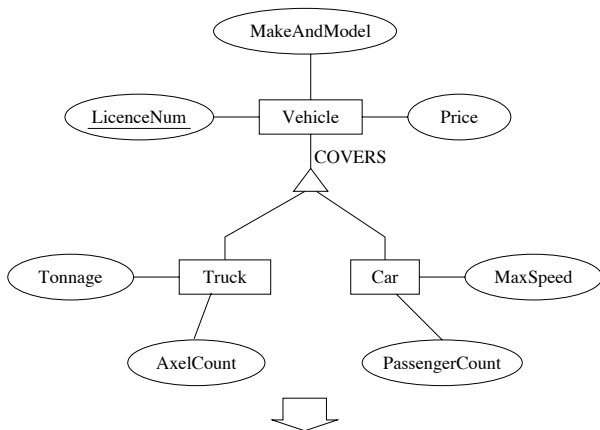 MakeAndModel
LicenceNum
Vehicle
Price
COVERS
Tonnage
Truck
Car
MaxSpeed
AxelCount
PassengerCount